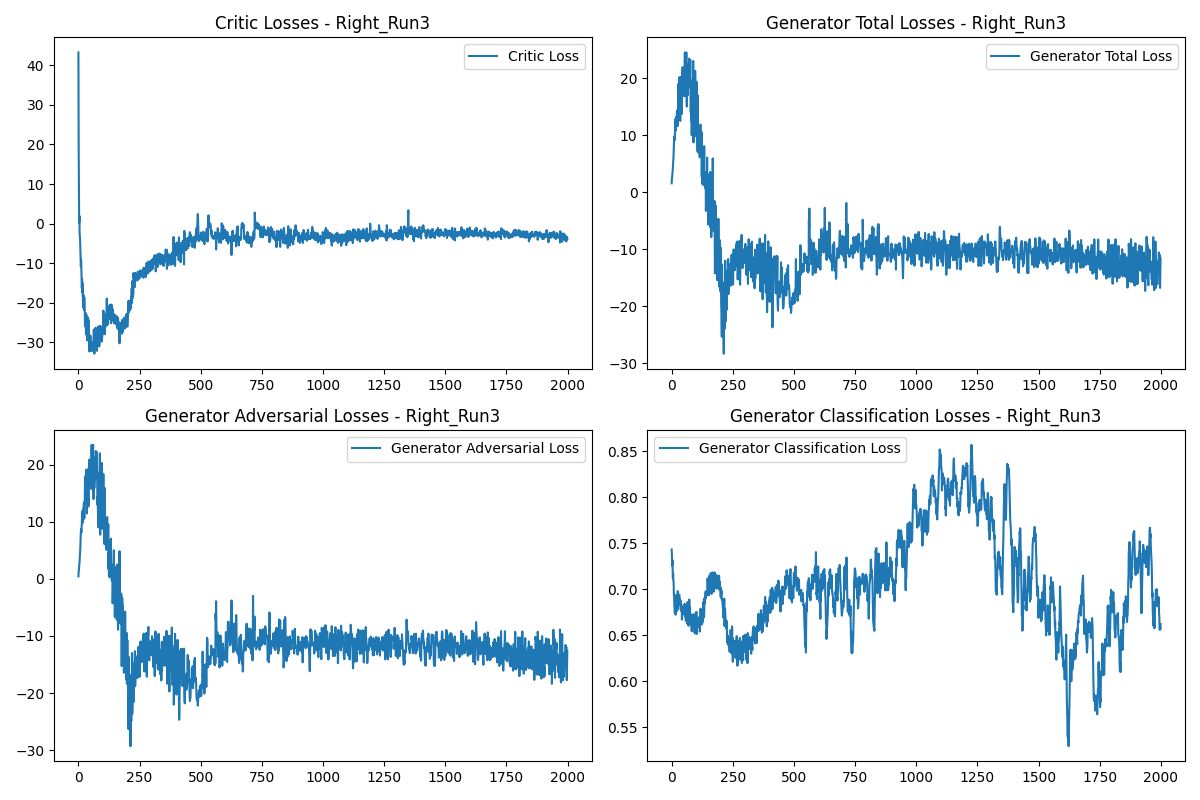 Critic Losses - Right_Run3
Critic Loss
40
30
20
10
0
−10
−20
−30
0 250 500 750 1000 1250 1500 1750 2000
Generator Total Losses - Right_Run3
Generator Total Loss
20
10
0
−10
−20
−30
0 250 500 750 1000 1250 1500 1750 2000
Generator Adversarial Losses - Right_Run3
Generator Adversarial Loss
20
10
0
−10
−20
−30
0 250 500 750 1000 1250 1500 1750 2000
Generator Classification Losses - Right_Run3
Generator Classification Loss
0.85
0.80
0.75
0.70
0.65
0.60
0.55
0 250 500 750 1000 1250 1500 1750 2000